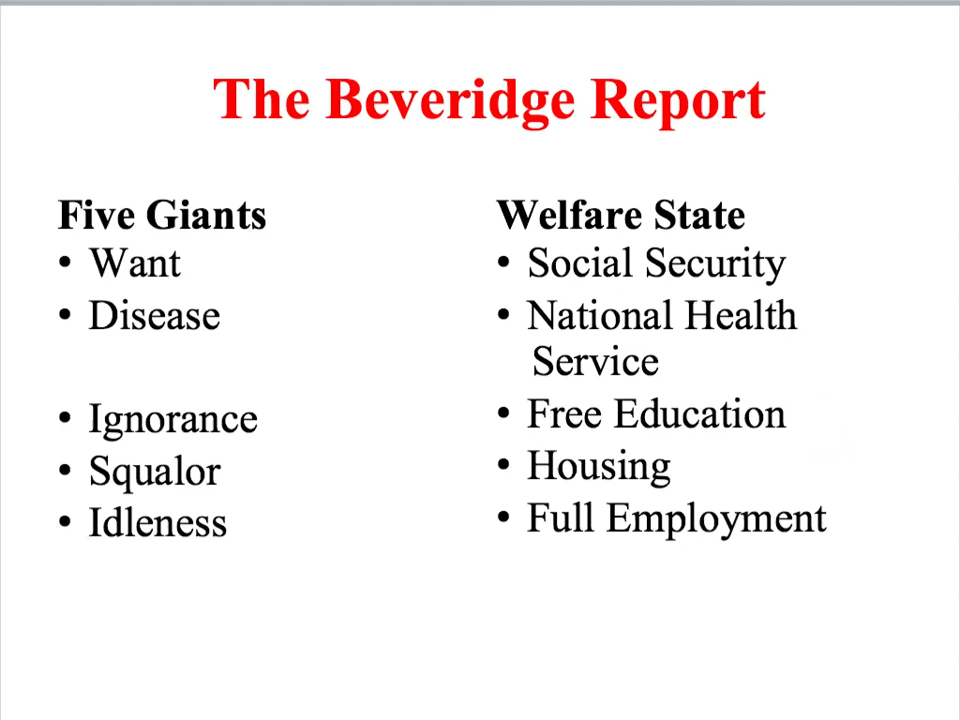 The Beveridge Report
Five Giants
• Want
• Disease
• Ignorance
• Squalor
• Idleness
Welfare State
• Social Security
• National Health
Service
• Free Education
• Housing
• Full Employment